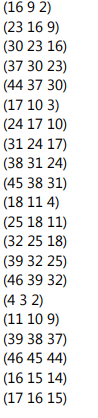 (16 9 2)
(23 16 9)
(30 23 16)
(37 30 23)
(44 37 30)
(17 10 3)
(24 17 10)
(31 24 17)
(38 31 24)
(45 38 31)
(18 11 4)
(25 18 11)
(32 25 18)
(39 32 25)
(46 39 32)
(4 3 2)
(11 10 9)
(39 38 37)
(46 45 44)
(16 15 14)
(17 16 15)